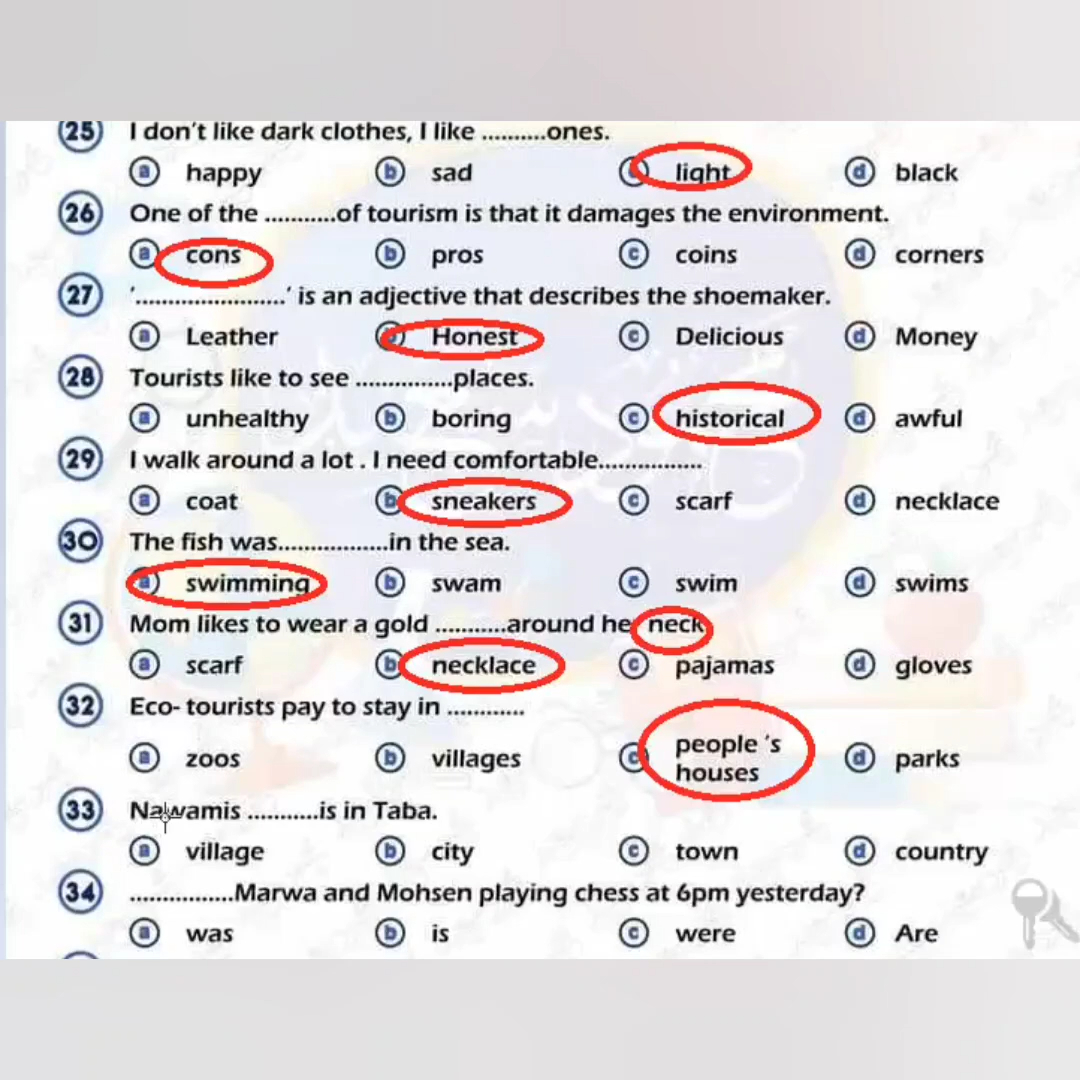 25 I don't like dark clothes, I like ..........ones.
a happy b sad c light d black
26 One of the ...........of tourism is that it damages the environment.
a cons b pros c coins d corners
27 '.......................' is an adjective that describes the shoemaker.
a Leather b Honest c Delicious d Money
28 Tourists like to see ...............places.
a unhealthy b boring c historical d awful
29 I walk around a lot . I need comfortable................
a coat b sneakers c scarf d necklace
30 The fish was.................in the sea.
a swimming b swam c swim d swims
31 Mom likes to wear a gold ...........around he neck
a scarf b necklace c pajamas d gloves
32 Eco- tourists pay to stay in ............
a zoos b villages c people 's houses d parks
33 Nawamis ...........is in Taba.
a village b city c town d country
34 ................Marwa and Mohsen playing chess at 6pm yesterday?
a was b is c were d Are